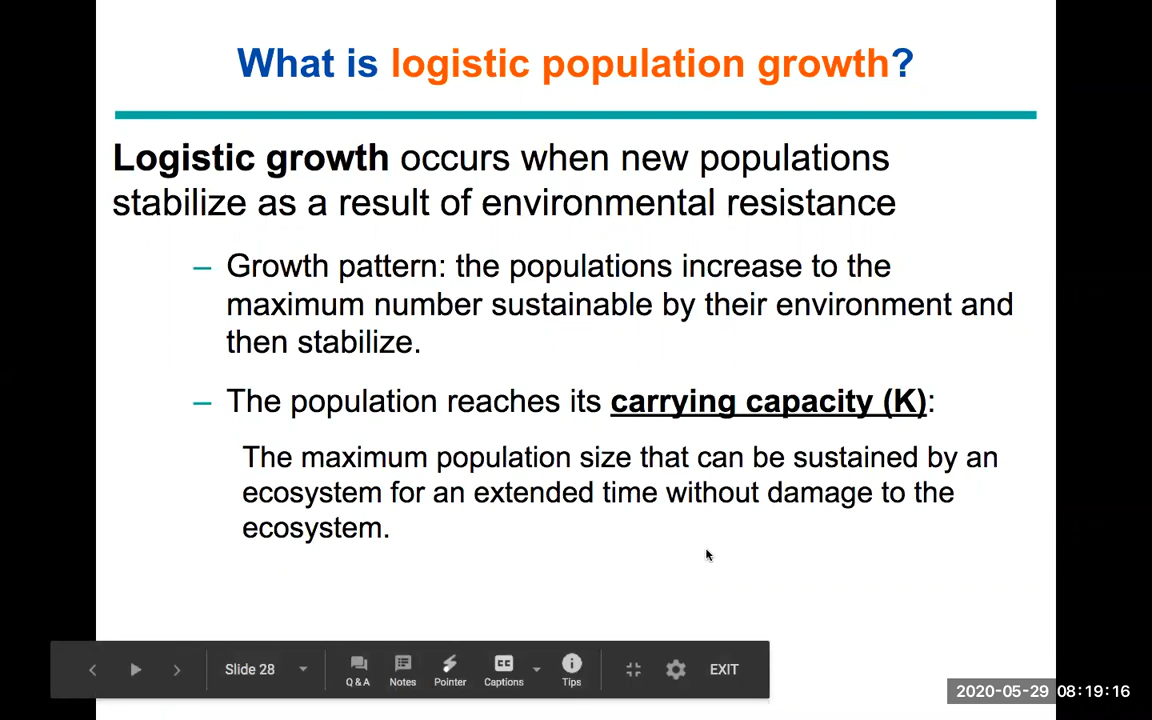 What is logistic population growth?
Logistic growth occurs when new populations
stabilize as a result of environmental resistance
– Growth pattern: the populations increase to the
maximum number sustainable by their environment and
then stabilize.
– The population reaches its carrying capacity (K):
The maximum population size that can be sustained by an
ecosystem for an extended time without damage to the
ecosystem.
Slide 28
Q & A
Notes
Pointer
CC
Captions
Tips
EXIT
2020-05-29 08:19:16